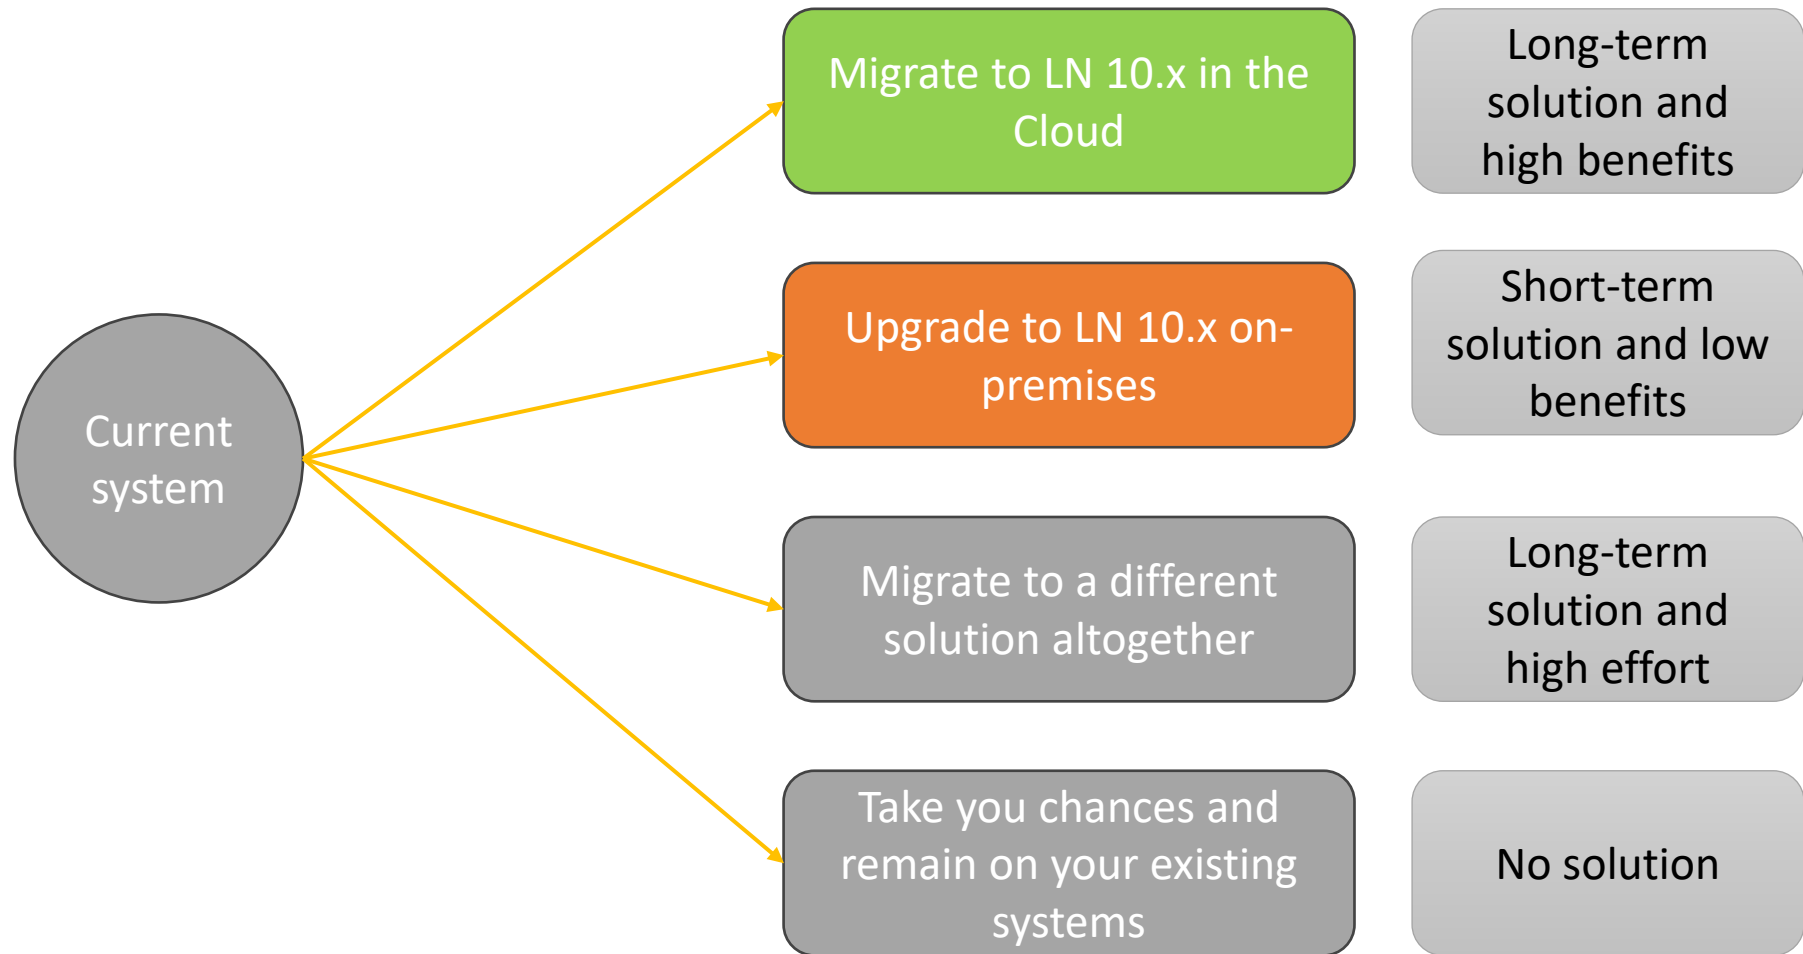 Current
system
Migrate to LN 10.x in the
Cloud
Long-term
solution and
high benefits
Upgrade to LN 10.x on-
premises
Short-term
solution and low
benefits
Migrate to a different
solution altogether
Long-term
solution and
high effort
Take you chances and
remain on your existing
systems
No solution